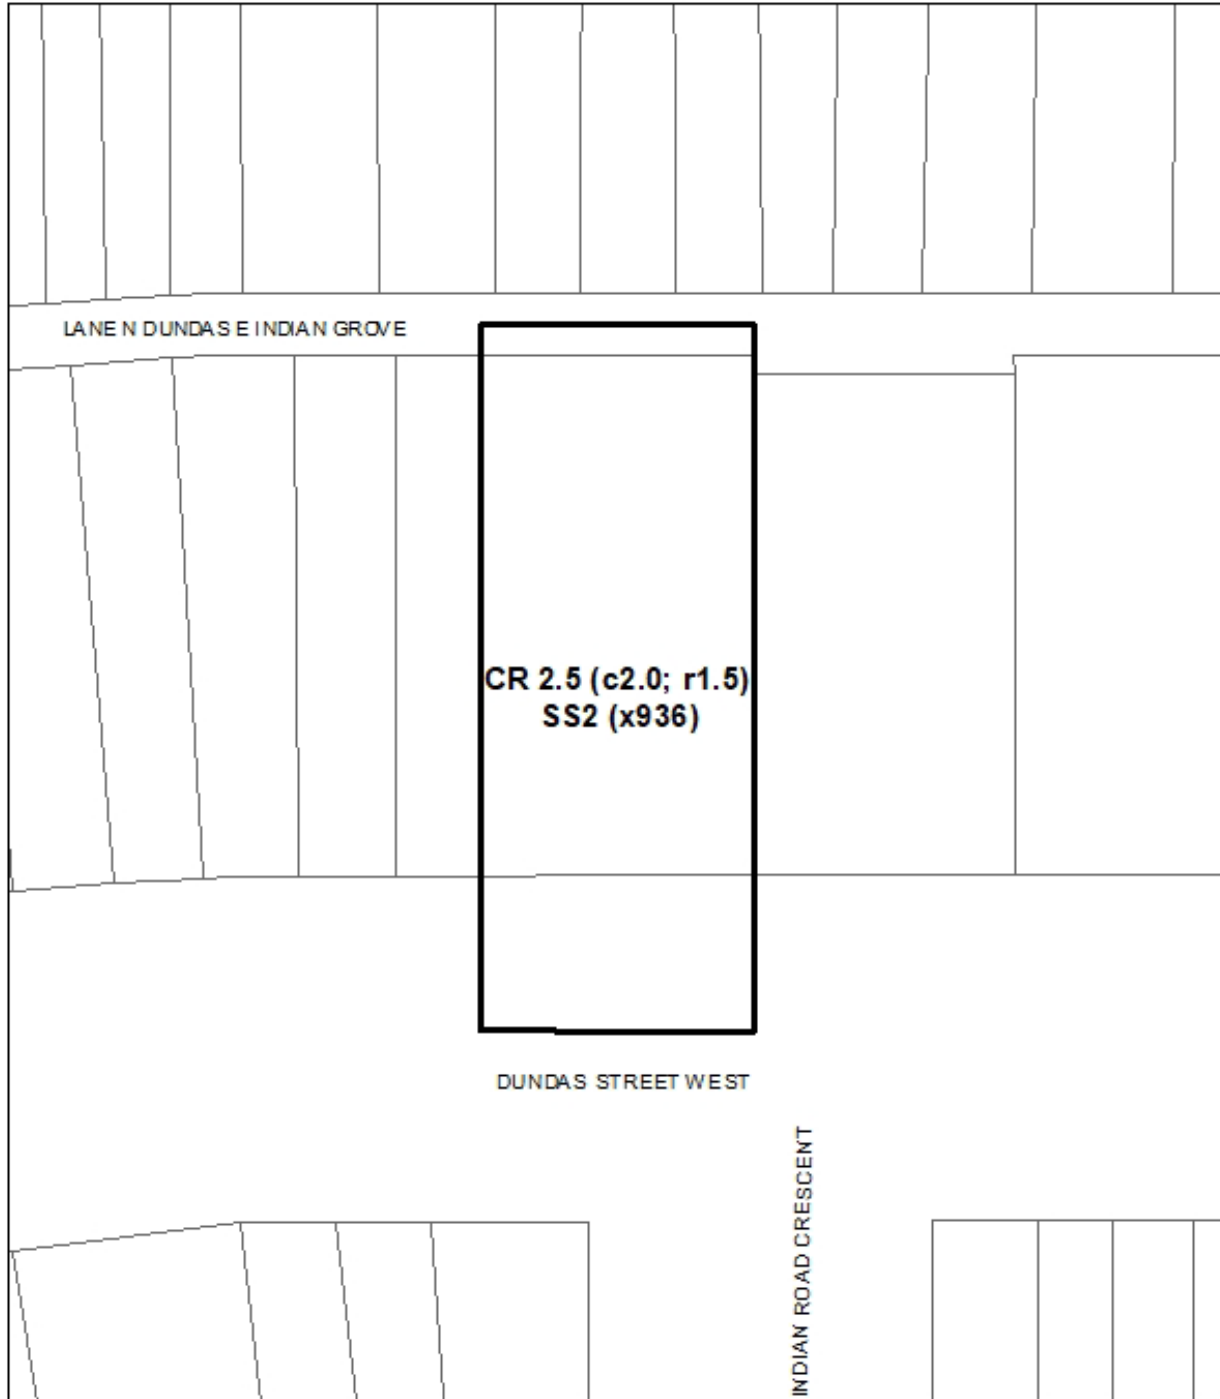 LANE N DUNDAS E INDIAN GROVE
CR 2.5 (c2.0; r1.5)
SS2 (x936)
DUNDAS STREET WEST
INDIAN ROAD CRESCENT